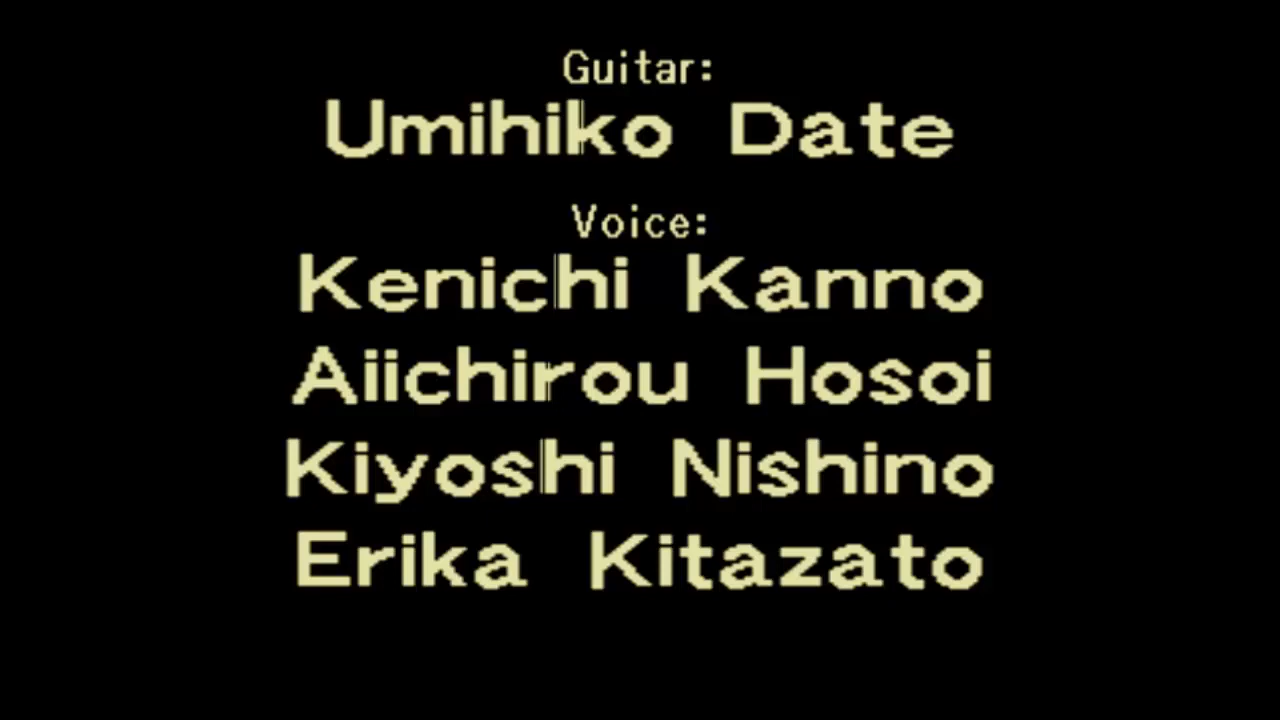 Guitar:
Umihiko Date
Voice:
Kenichi Kanno
Aiichirou Hosoi
Kiyoshi Nishino
Erika Kitazato